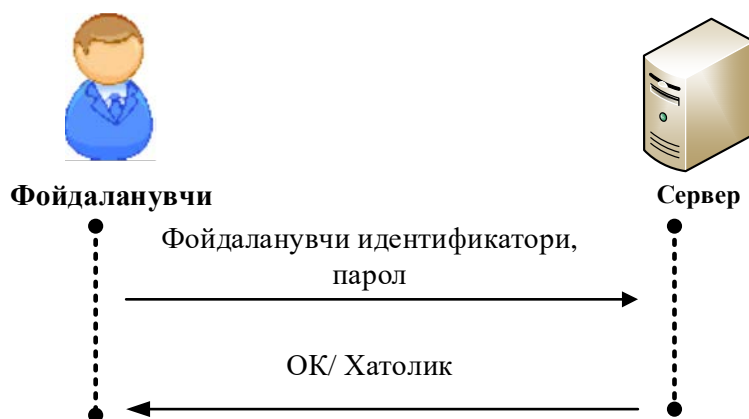 Фойдаланувчи
Сервер
Фойдаланувчи идентификатори,
парол
ОК/ Хатолик